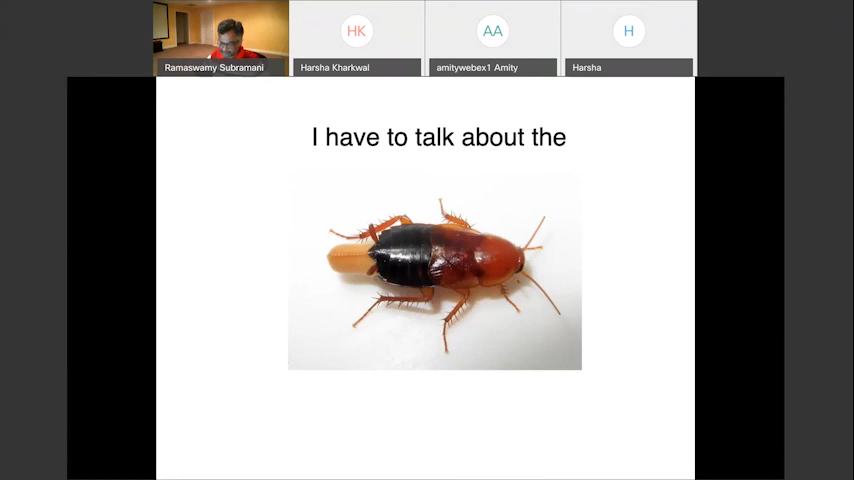 HK
AA
H
Ramaswamy Subramani
Harsha Kharkwal
amitywebex1 Amity
Harsha
I have to talk about the